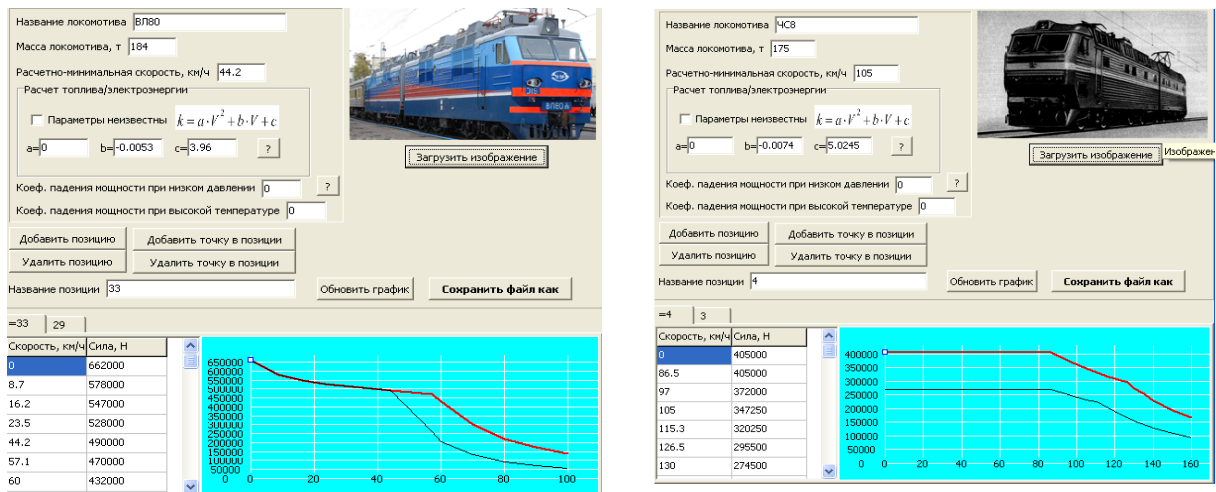 Название локомотива ВЛ80
Масса локомотива, т 184
Расчетно-минимальная скорость, км/ч 44.2
Расчет топлива/электроэнергии
Параметры неизвестны k = a·V² + b·V + c
a= 0 b= -0.0053 c= 3.96 ?
Загрузить изображение
Коеф. падения мощности при низком давлении 0 ?
Коеф. падения мощности при высокой температуре 0
Добавить позицию Добавить точку в позиции
Удалить позицию Удалить точку в позиции
Название позиции 33 Обновить график Сохранить файл как
=33 29
Скорость, км/ч Сила, Н
0 662000
8.7 578000
16.2 547000
23.5 528000
44.2 490000
57.1 470000
60 432000
650000
600000
550000
500000
450000
400000
350000
300000
250000
200000
150000
100000
50000
0 0 20 40 60 80 100
Название локомотива ЧС8
Масса локомотива, т 175
Расчетно-минимальная скорость, км/ч 105
Расчет топлива/электроэнергии
Параметры неизвестны k = a·V² + b·V + c
a= 0 b= -0.0074 c= 5.0245 ?
Загрузить изображение Изображен
Коеф. падения мощности при низком давлении 0 ?
Коеф. падения мощности при высокой температуре 0
Добавить позицию Добавить точку в позиции
Удалить позицию Удалить точку в позиции
Название позиции 4 Обновить график Сохранить файл как
=4 3
Скорость, км/ч Сила, Н
0 405000
86.5 405000
97 372000
105 347250
115.3 320250
126.5 295500
130 274500
400000
350000
300000
250000
200000
150000
100000
50000
0 0 20 40 60 80 100 120 140 160